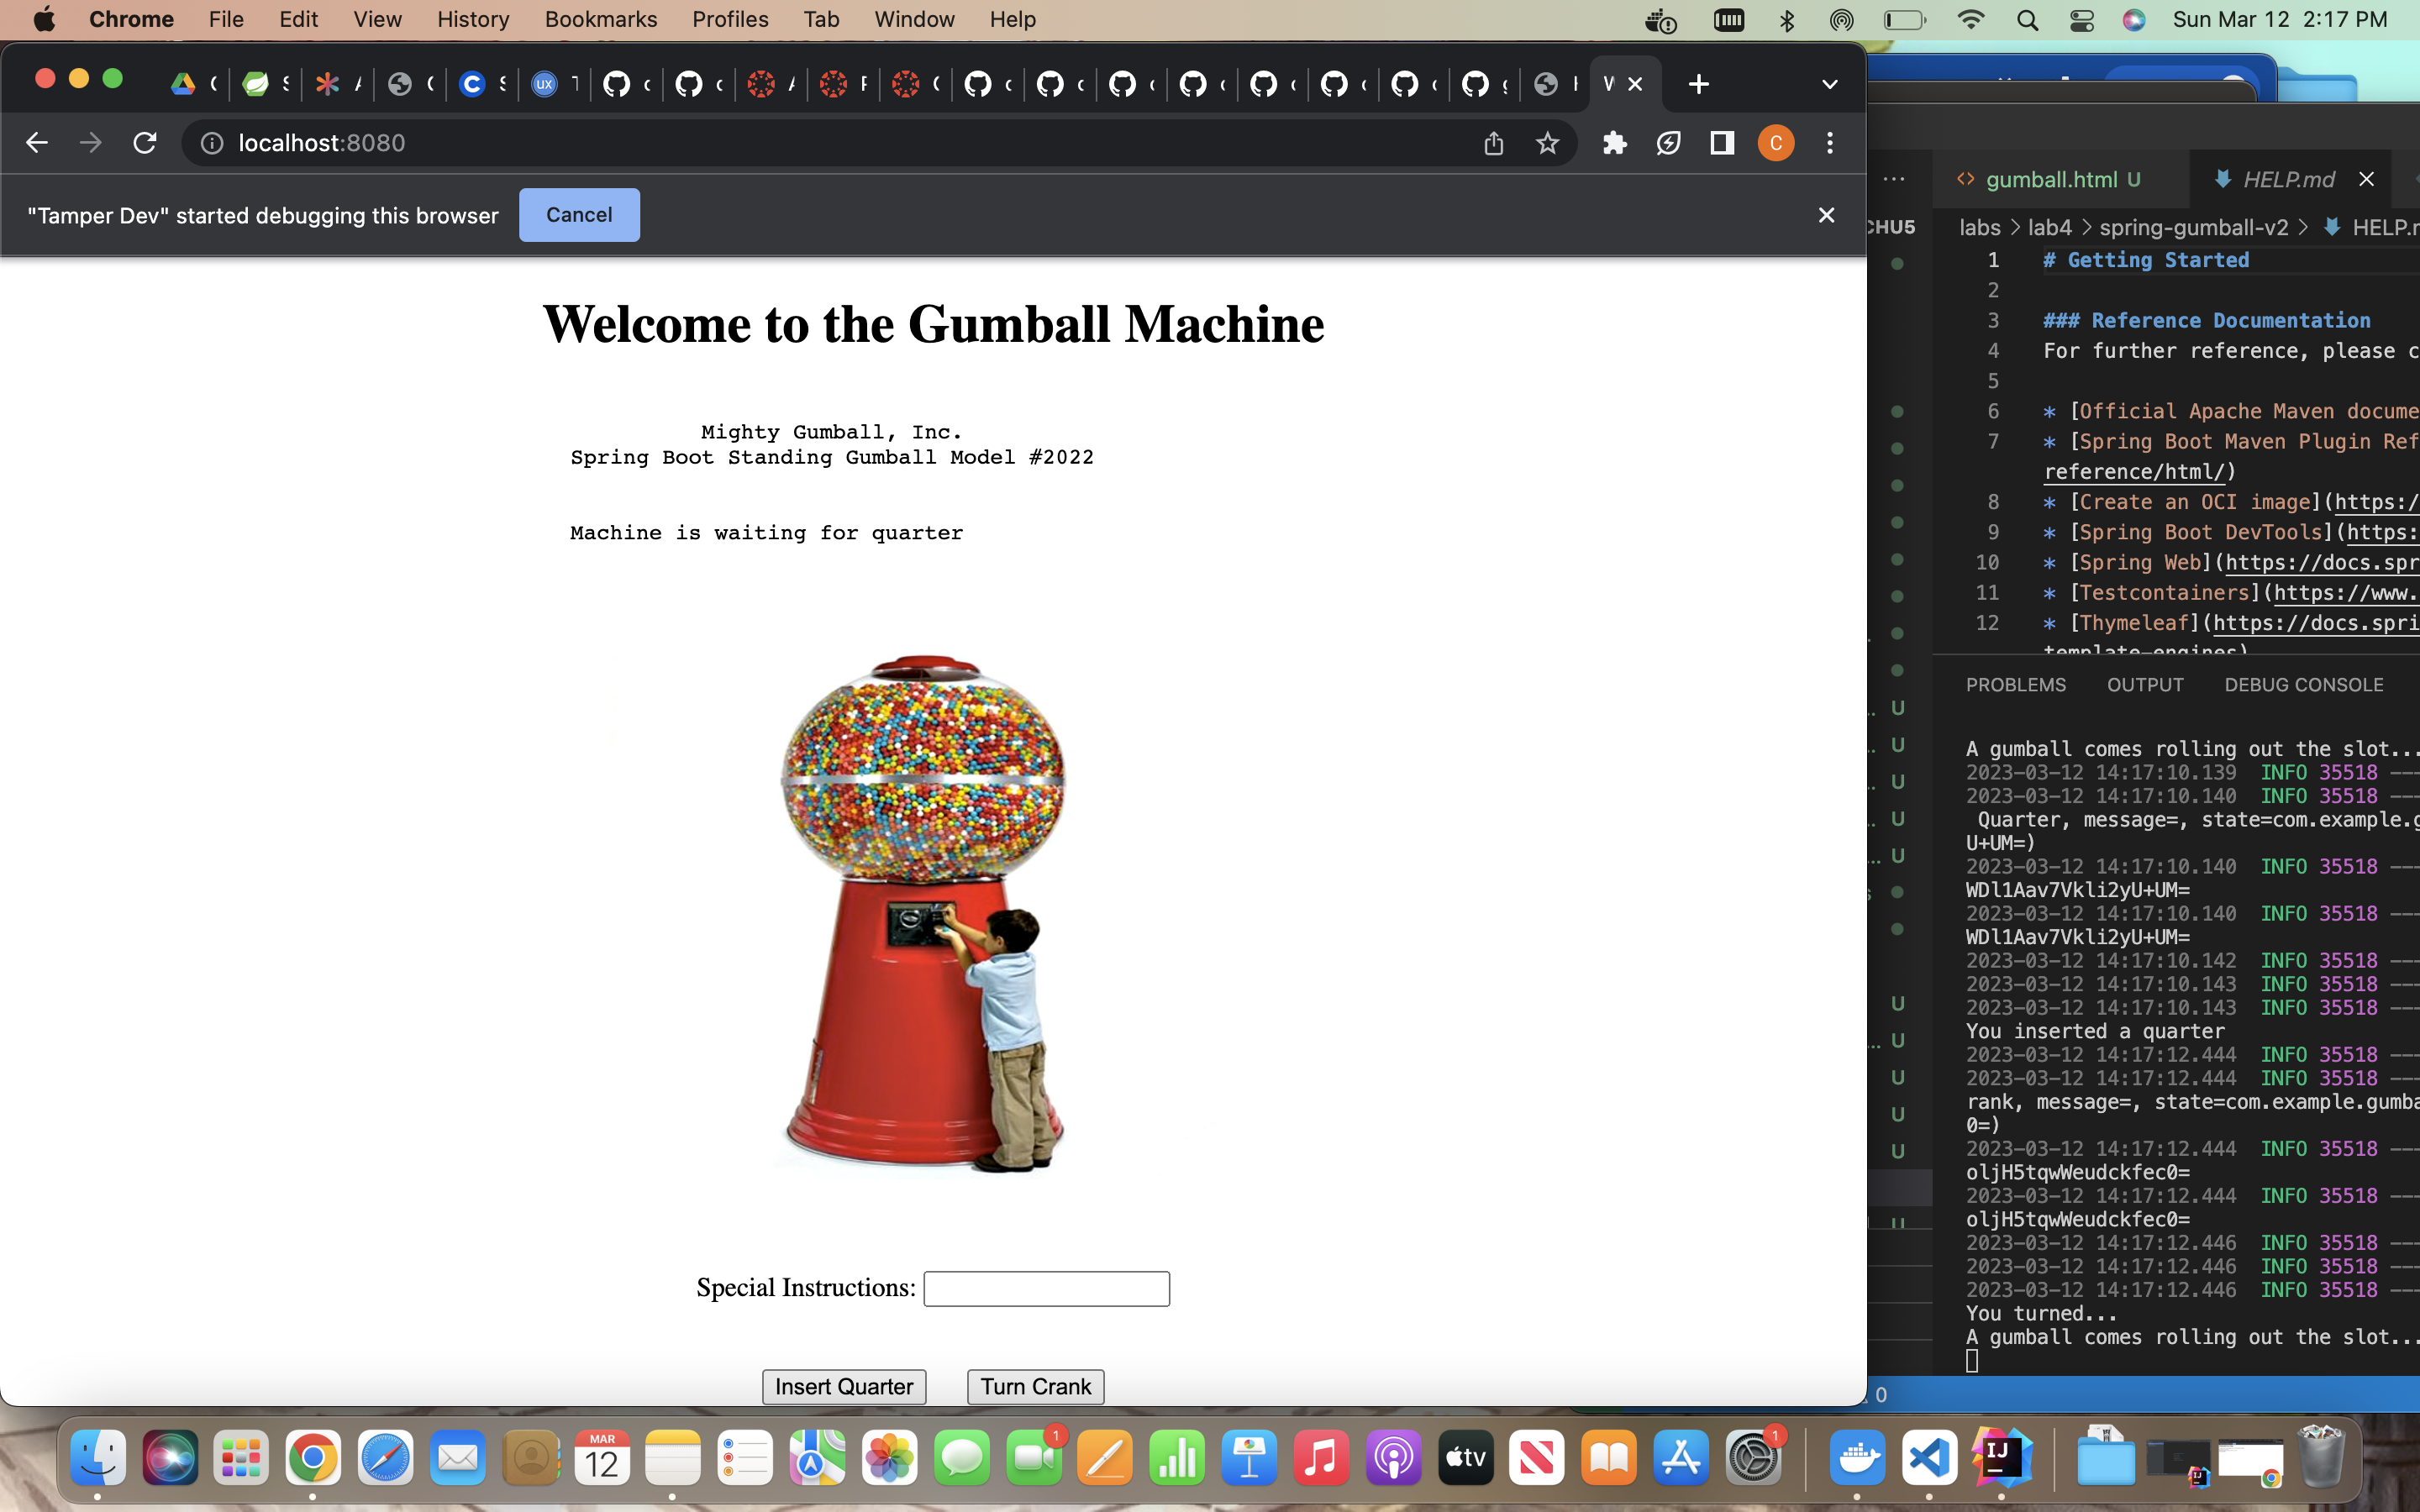 Chrome File Edit View History Bookmarks Profiles Tab Window Help Sun Mar 12 2:17 PM
localhost:8080
"Tamper Dev" started debugging this browser Cancel
Welcome to the Gumball Machine
Mighty Gumball, Inc.
Spring Boot Standing Gumball Model #2022
Machine is waiting for quarter
Special Instructions:
Insert Quarter Turn Crank
CHU5
gumball.html U HELP.md
labs > lab4 > spring-gumball-v2 > HELP.
1 # Getting Started
2
3 ### Reference Documentation
4 For further reference, please c
5
6 * [Official Apache Maven docume
7 * [Spring Boot Maven Plugin Ref
reference/html/)
8 * [Create an OCI image](https:/
9 * [Spring Boot DevTools](https:
10 * [Spring Web](https://docs.spr
11 * [Testcontainers](https://www.
12 * [Thymeleaf](https://docs.spri
template-engines)
PROBLEMS OUTPUT DEBUG CONSOLE
A gumball comes rolling out the slot...
2023-03-12 14:17:10.139 INFO 35518 ---
2023-03-12 14:17:10.140 INFO 35518 ---
Quarter, message=, state=com.example.g
U+UM=)
2023-03-12 14:17:10.140 INFO 35518 ---
WDl1Aav7Vkli2yU+UM=
2023-03-12 14:17:10.140 INFO 35518 ---
WDl1Aav7Vkli2yU+UM=
2023-03-12 14:17:10.142 INFO 35518 ---
2023-03-12 14:17:10.143 INFO 35518 ---
2023-03-12 14:17:10.143 INFO 35518 ---
You inserted a quarter
2023-03-12 14:17:12.444 INFO 35518 ---
2023-03-12 14:17:12.444 INFO 35518 ---
rank, message=, state=com.example.gumba
0=)
2023-03-12 14:17:12.444 INFO 35518 ---
oljH5tqwWeudckfec0=
2023-03-12 14:17:12.444 INFO 35518 ---
oljH5tqwWeudckfec0=
2023-03-12 14:17:12.446 INFO 35518 ---
2023-03-12 14:17:12.446 INFO 35518 ---
2023-03-12 14:17:12.446 INFO 35518 ---
You turned...
A gumball comes rolling out the slot...
0
MAR
12
tv
IJ